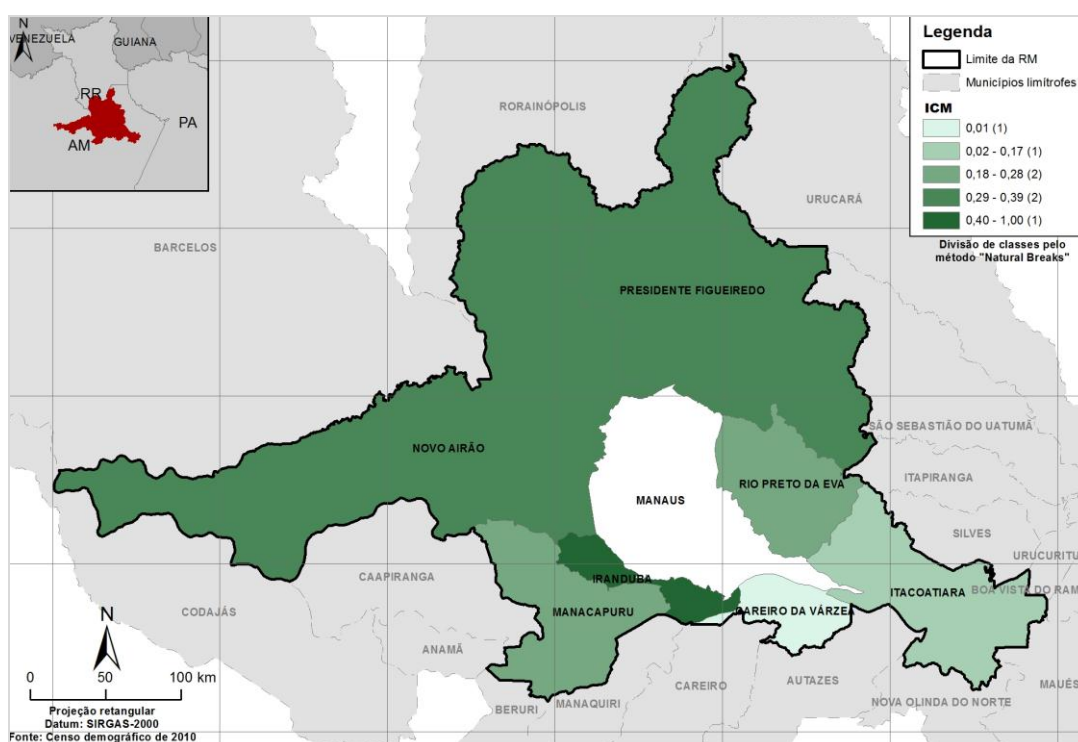 N
VENEZUELA
GUIANA
RR
PA
AM
Legenda
Limite da RM
Municípios limítrofes
ICM
0,01 (1)
0,02 - 0,17 (1)
0,18 - 0,28 (2)
0,29 - 0,39 (2)
0,40 - 1,00 (1)
Divisão de classes pelo
método "Natural Breaks"
RORAINÓPOLIS
URUCARÁ
BARCELOS
PRESIDENTE FIGUEIREDO
SÃO SEBASTIÃO DO UATUMÃ
NOVO AIRÃO
ITAPIRANGA
RIO PRETO DA EVA
MANAUS
SILVES
URUCURITU
CAAPIRANGA
IRANDUBA
BOA VISTA DO RAM
ITACOATIARA
CODAJÁS
MANACAPURU
CAREIRO DA VÁRZEA
ANAMÃ
AUTAZES
CAREIRO
MAUÉS
MANAQUIRI
NOVA OLINDA DO NORTE
BERURI
N
0 50 100 km
Projeção retangular
Datum: SIRGAS-2000
Fonte: Censo demográfico de 2010